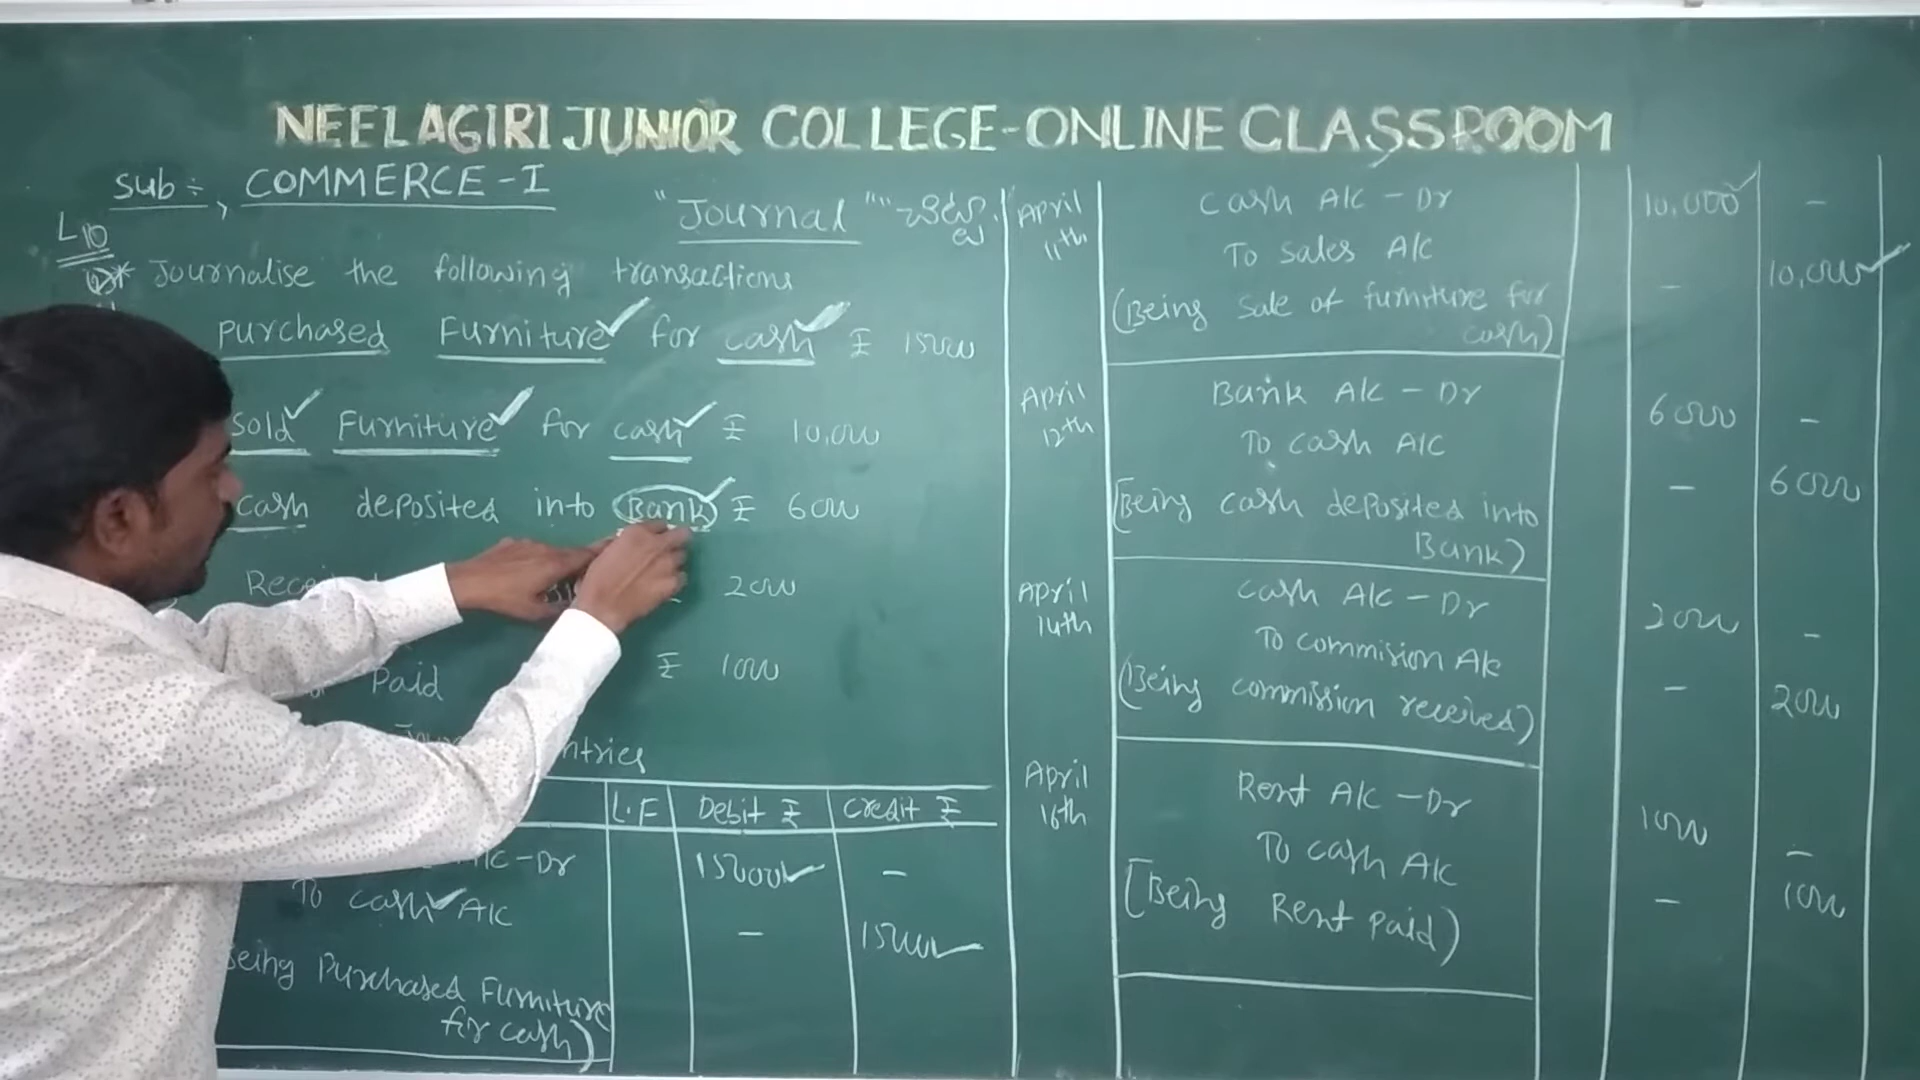 NEELAGIRI JUNIOR COLLEGE-ONLINE CLASSROOM
Sub:, COMMERCE-I
"Journal"
L10
Journalise the following transactions
Purchased Furniture for cash ₹ 15000
Sold Furniture for cash ₹ 10,000
Cash deposited into Bank ₹ 6000
₹ 2000
Paid ₹ 1000
L.F Debit ₹ Credit ₹
A/c-Dr 15000 -
To cash A/c - 15000
Being Purchased Furniture
for cash)
April 11th Cash A/c - Dr 10,000 -
To sales A/c - 10,000
(Being sale of furniture for
cash)
April 12th Bank A/c - Dr 6000 -
To cash A/c - 6000
(Being cash deposited into
Bank)
April 14th Cash A/c - Dr 2000 -
To commision A/c - 2000
(Being commission received)
April 16th Rent A/c - Dr 1000 -
To cash A/c - 1000
(Being Rent Paid)